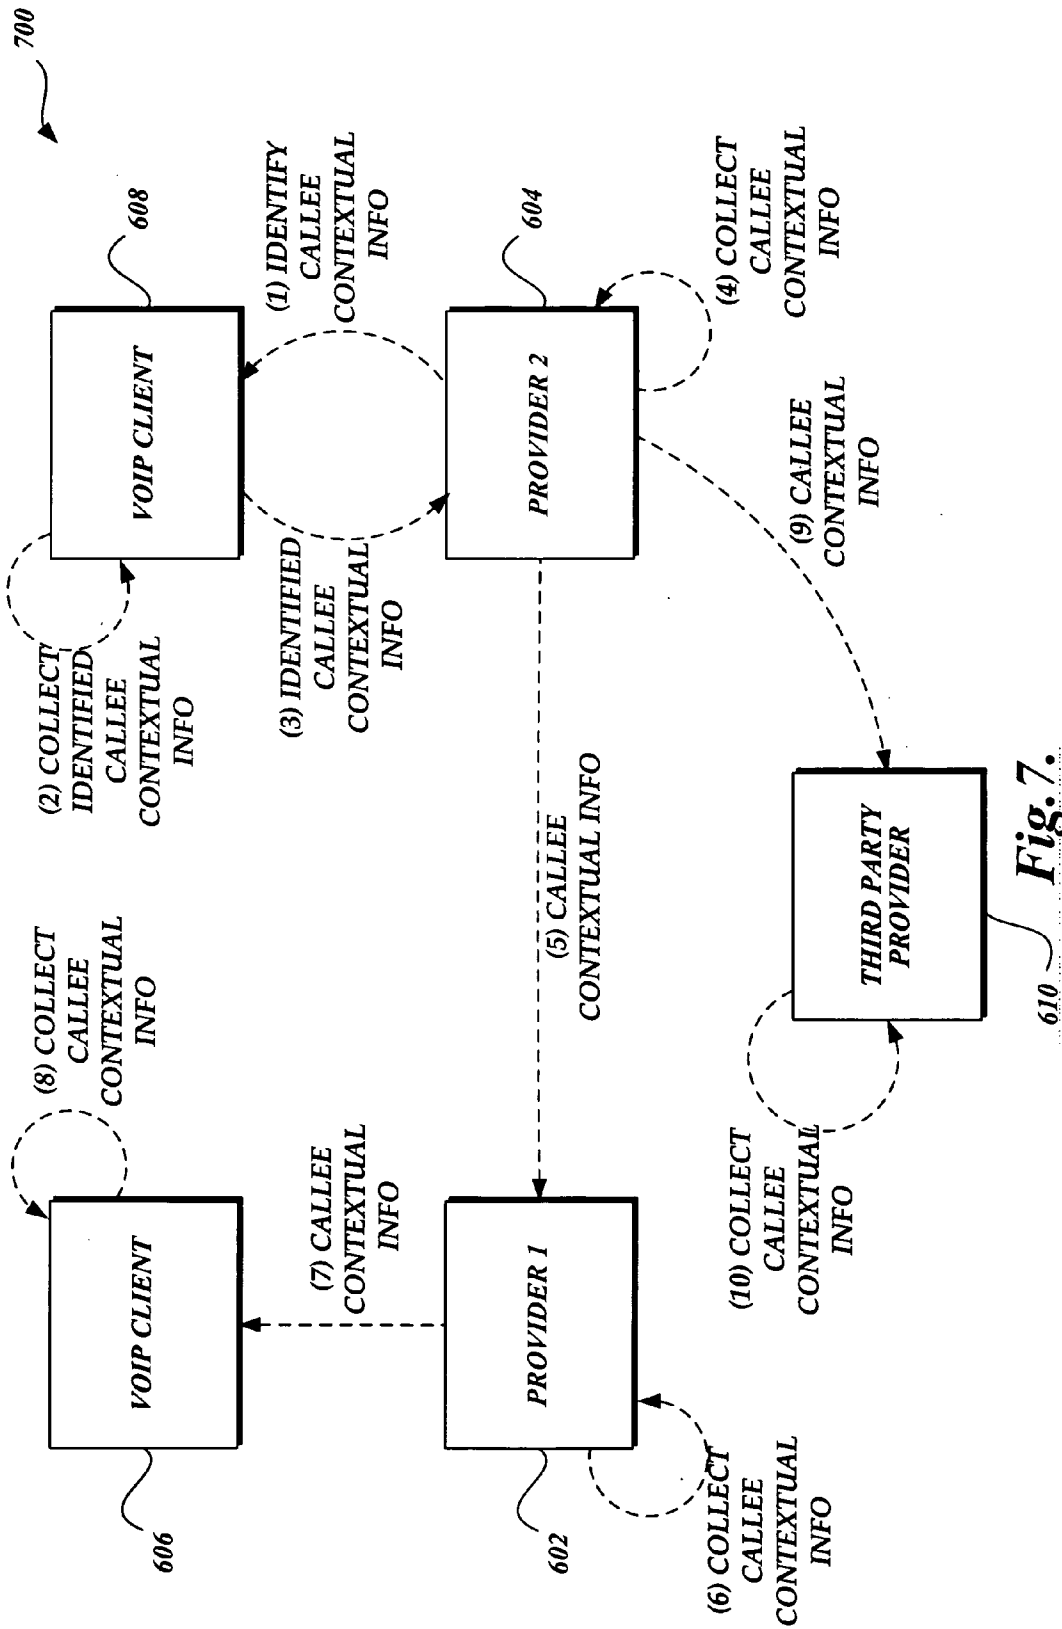 700
(8) COLLECT
CALLEE
CONTEXTUAL
INFO
(2) COLLECT
IDENTIFIED
CALLEE
CONTEXTUAL
INFO
606
VOIP CLIENT
VOIP CLIENT
608
(7) CALLEE
CONTEXTUAL
INFO
(3) IDENTIFIED
CALLEE
CONTEXTUAL
INFO
(1) IDENTIFY
CALLEE
CONTEXTUAL
INFO
602
PROVIDER 1
(5) CALLEE
CONTEXTUAL INFO
PROVIDER 2
604
(6) COLLECT
CALLEE
CONTEXTUAL
INFO
(10) COLLECT
CALLEE
CONTEXTUAL
INFO
(9) CALLEE
CONTEXTUAL
INFO
(4) COLLECT
CALLEE
CONTEXTUAL
INFO
THIRD PARTY
PROVIDER
610
Fig.7.